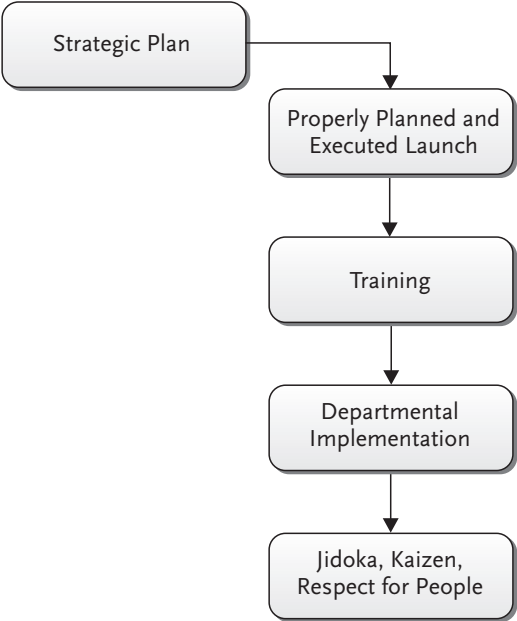 Strategic Plan
Properly Planned and
Executed Launch
Training
Departmental
Implementation
Jidoka, Kaizen,
Respect for People